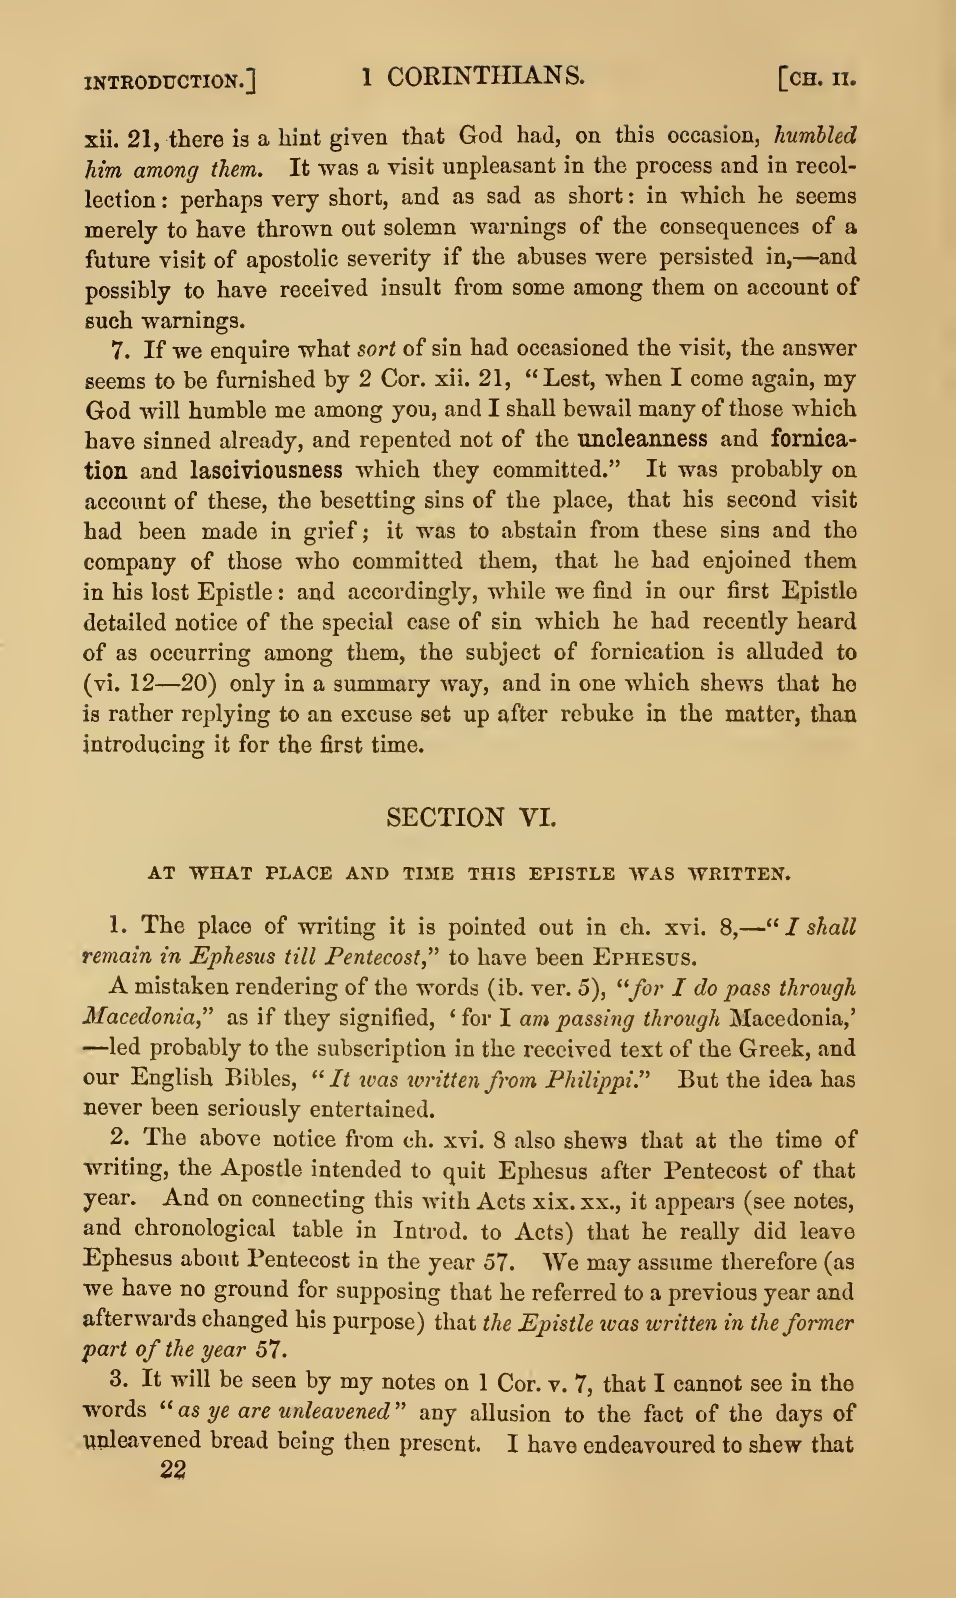 INTRODUCTION.] 1 CORINTHIANS. [CH. II.
xii. 21, there is a hint given that God had, on this occasion, humbled
him among them. It was a visit unpleasant in the process and in recol-
lection: perhaps very short, and as sad as short: in which he seems
merely to have thrown out solemn warnings of the consequences of a
future visit of apostolic severity if the abuses were persisted in,—and
possibly to have received insult from some among them on account of
such warnings.
7. If we enquire what sort of sin had occasioned the visit, the answer
seems to be furnished by 2 Cor. xii. 21, “Lest, when I come again, my
God will humble me among you, and I shall bewail many of those which
have sinned already, and repented not of the uncleanness and fornica-
tion and lasciviousness which they committed.” It was probably on
account of these, the besetting sins of the place, that his second visit
had been made in grief; it was to abstain from these sins and the
company of those who committed them, that he had enjoined them
in his lost Epistle: and accordingly, while we find in our first Epistle
detailed notice of the special case of sin which he had recently heard
of as occurring among them, the subject of fornication is alluded to
(vi. 12—20) only in a summary way, and in one which shews that he
is rather replying to an excuse set up after rebuke in the matter, than
introducing it for the first time.
SECTION VI.
AT WHAT PLACE AND TIME THIS EPISTLE WAS WRITTEN.
1. The place of writing it is pointed out in ch. xvi. 8,—“I shall
remain in Ephesus till Pentecost,” to have been EPHESUS.
A mistaken rendering of the words (ib. ver. 5), “for I do pass through
Macedonia,” as if they signified, ‘for I am passing through Macedonia,’
—led probably to the subscription in the received text of the Greek, and
our English Bibles, “It was written from Philippi.” But the idea has
never been seriously entertained.
2. The above notice from ch. xvi. 8 also shews that at the time of
writing, the Apostle intended to quit Ephesus after Pentecost of that
year. And on connecting this with Acts xix. xx., it appears (see notes,
and chronological table in Introd. to Acts) that he really did leave
Ephesus about Pentecost in the year 57. We may assume therefore (as
we have no ground for supposing that he referred to a previous year and
afterwards changed his purpose) that the Epistle was written in the former
part of the year 57.
3. It will be seen by my notes on 1 Cor. v. 7, that I cannot see in the
words “as ye are unleavened” any allusion to the fact of the days of
unleavened bread being then present. I have endeavoured to shew that
22